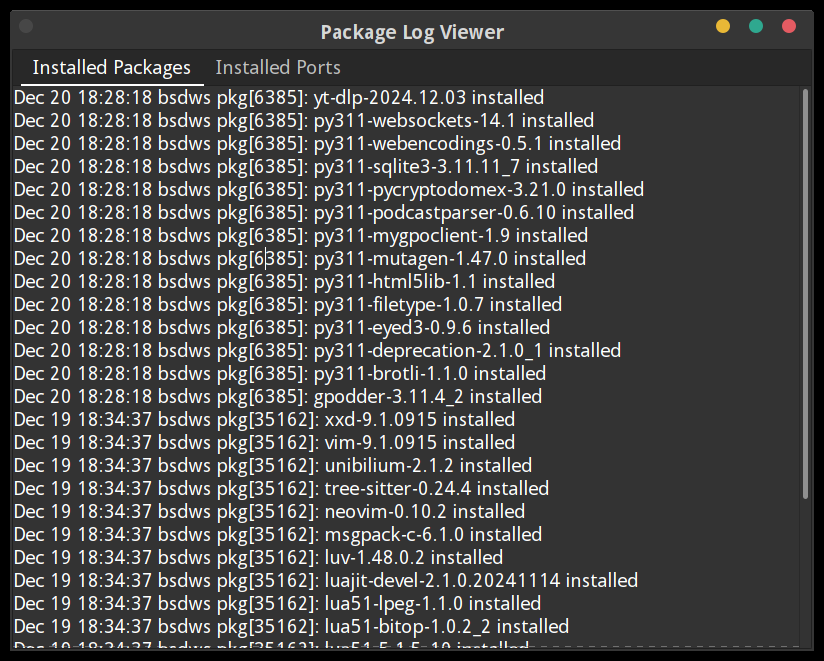 Package Log Viewer
Installed Packages Installed Ports
Dec 20 18:28:18 bsdws pkg[6385]: yt-dlp-2024.12.03 installed
Dec 20 18:28:18 bsdws pkg[6385]: py311-websockets-14.1 installed
Dec 20 18:28:18 bsdws pkg[6385]: py311-webencodings-0.5.1 installed
Dec 20 18:28:18 bsdws pkg[6385]: py311-sqlite3-3.11.11_7 installed
Dec 20 18:28:18 bsdws pkg[6385]: py311-pycryptodomex-3.21.0 installed
Dec 20 18:28:18 bsdws pkg[6385]: py311-podcastparser-0.6.10 installed
Dec 20 18:28:18 bsdws pkg[6385]: py311-mygpoclient-1.9 installed
Dec 20 18:28:18 bsdws pkg[6385]: py311-mutagen-1.47.0 installed
Dec 20 18:28:18 bsdws pkg[6385]: py311-html5lib-1.1 installed
Dec 20 18:28:18 bsdws pkg[6385]: py311-filetype-1.0.7 installed
Dec 20 18:28:18 bsdws pkg[6385]: py311-eyed3-0.9.6 installed
Dec 20 18:28:18 bsdws pkg[6385]: py311-deprecation-2.1.0_1 installed
Dec 20 18:28:18 bsdws pkg[6385]: py311-brotli-1.1.0 installed
Dec 20 18:28:18 bsdws pkg[6385]: gpodder-3.11.4_2 installed
Dec 19 18:34:37 bsdws pkg[35162]: xxd-9.1.0915 installed
Dec 19 18:34:37 bsdws pkg[35162]: vim-9.1.0915 installed
Dec 19 18:34:37 bsdws pkg[35162]: unibilium-2.1.2 installed
Dec 19 18:34:37 bsdws pkg[35162]: tree-sitter-0.24.4 installed
Dec 19 18:34:37 bsdws pkg[35162]: neovim-0.10.2 installed
Dec 19 18:34:37 bsdws pkg[35162]: msgpack-c-6.1.0 installed
Dec 19 18:34:37 bsdws pkg[35162]: luv-1.48.0.2 installed
Dec 19 18:34:37 bsdws pkg[35162]: luajit-devel-2.1.0.20241114 installed
Dec 19 18:34:37 bsdws pkg[35162]: lua51-lpeg-1.1.0 installed
Dec 19 18:34:37 bsdws pkg[35162]: lua51-bitop-1.0.2_2 installed
Dec 19 18:34:37 bsdws pkg[35162]: installed